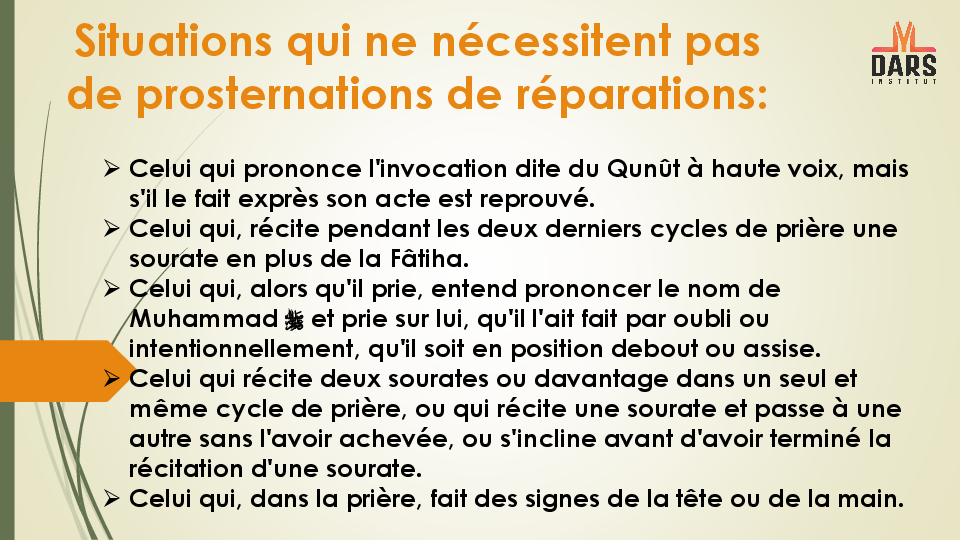 Situations qui ne nécessitent pas
de prosternations de réparations:
M
DARS
INSTITUT
➢ Celui qui prononce l'invocation dite du Qunût à haute voix, mais
s'il le fait exprès son acte est reprouvé.
➢ Celui qui, récite pendant les deux derniers cycles de prière une
sourate en plus de la Fâtiha.
➢ Celui qui, alors qu'il prie, entend prononcer le nom de
Muhammad ﷺ et prie sur lui, qu'il l'ait fait par oubli ou
intentionnellement, qu'il soit en position debout ou assise.
➢ Celui qui récite deux sourates ou davantage dans un seul et
même cycle de prière, ou qui récite une sourate et passe à une
autre sans l'avoir achevée, ou s'incline avant d'avoir terminé la
récitation d'une sourate.
➢ Celui qui, dans la prière, fait des signes de la tête ou de la main.